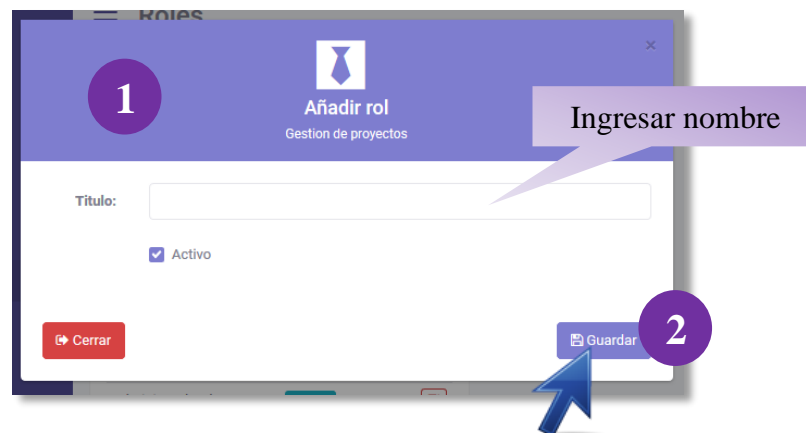 Roles
×
1
Añadir rol
Gestion de proyectos
Ingresar nombre
Titulo:
Activo
Cerrar
Guardar
2